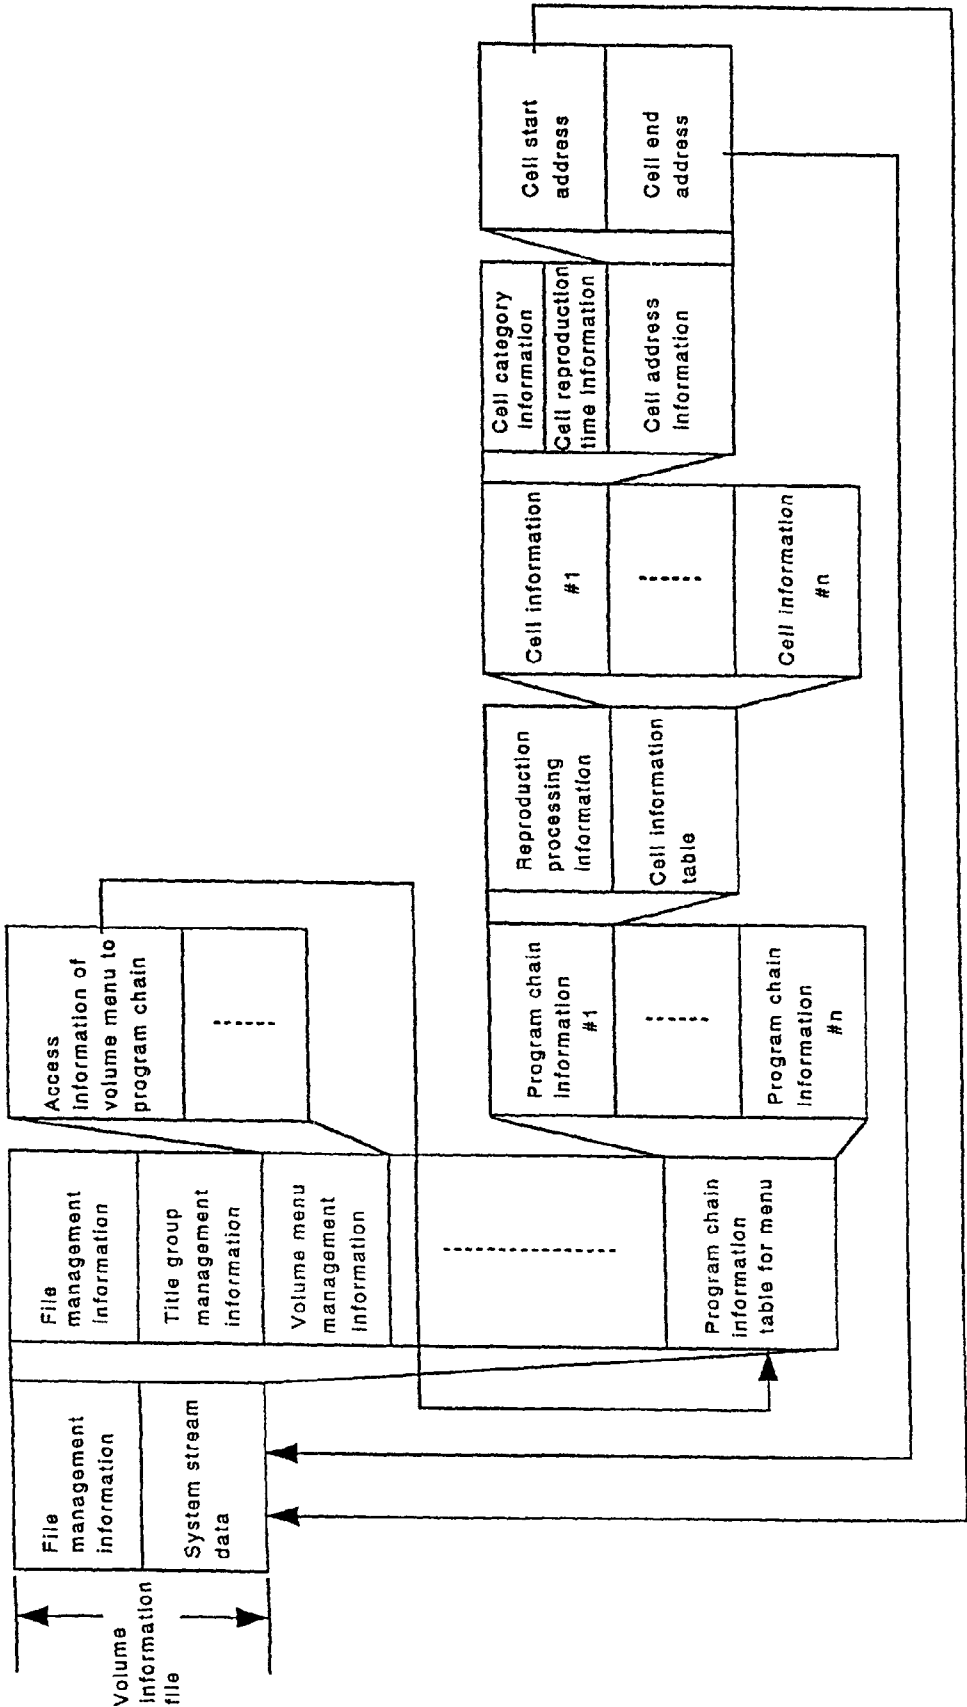 Volume
information
file
File
management
information
System stream
data
File
management
information
Title group
management
information
Volume menu
management
information
Program chain
information
table for menu
Access
information of
volume menu to
program chain
Program chain
information
#1
Program chain
information
#n
Reproduction
processing
information
Cell information
table
Cell information
#1
Cell information
#n
Cell category
information
Cell reproduction
time information
Cell address
information
Cell start
address
Cell end
address